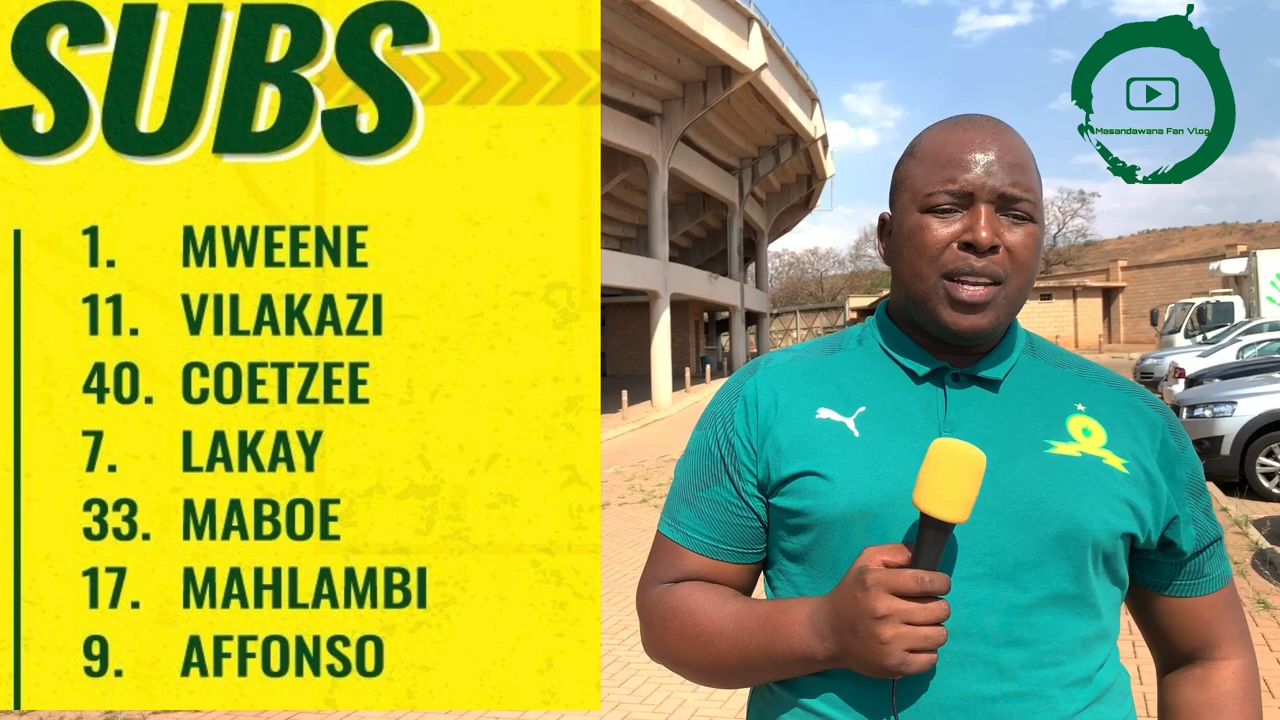 SUBS
1. MWEENE
11. VILAKAZI
40. COETZEE
7. LAKAY
33. MABOE
17. MAHLAMBI
9. AFFONSO
Masandawana Fan Vlog